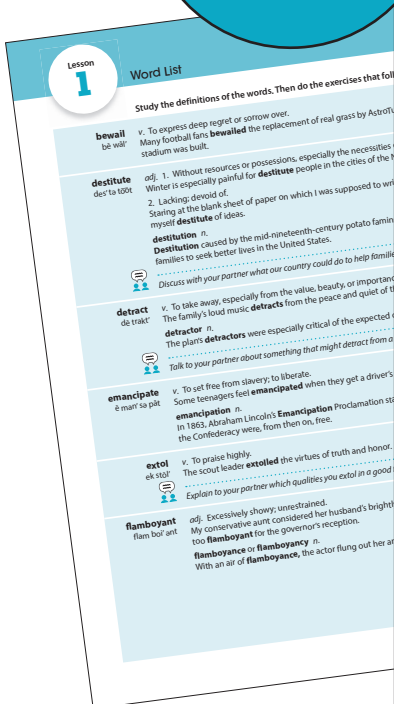 Lesson
1
Word List
Study the definitions of the words. Then do the exercises that
bewail
bē wāl′
v. To express deep regret or sorrow over.
Many football fans bewailed the replacement of real grass by
stadium was built.
destitute
des′ tə to͞ot
adj. 1. Without resources or possessions, especially the necessities
Winter is especially painful for destitute people in the cities of the
2. Lacking; devoid of.
Staring at the blank sheet of paper on which I was supposed to
myself destitute of ideas.
destitution n.
Destitution caused by the mid-nineteenth-century potato
families to seek better lives in the United States.
Discuss with your partner what our country could do to help
detract
dē trakt′
v. To take away, especially from the value, beauty, or
The family's loud music detracts from the peace and quiet of
detractor n.
The plan's detractors were especially critical of the expected
Talk to your partner about something that might detract from a
emancipate
ē man′ sə pāt
v. To set free from slavery; to liberate.
Some teenagers feel emancipated when they get a driver's
emancipation n.
In 1863, Abraham Lincoln's Emancipation Proclamation
the Confederacy were, from then on, free.
extol
ek stōl′
v. To praise highly.
The scout leader extolled the virtues of truth and honor.
Explain to your partner which qualities you extol in a good
flamboyant
flam boi′ ənt
adj. Excessively showy; unrestrained.
My conservative aunt considered her husband's
too flamboyant for the governor's reception.
flamboyance or flamboyancy n.
With an air of flamboyance, the actor flung out her